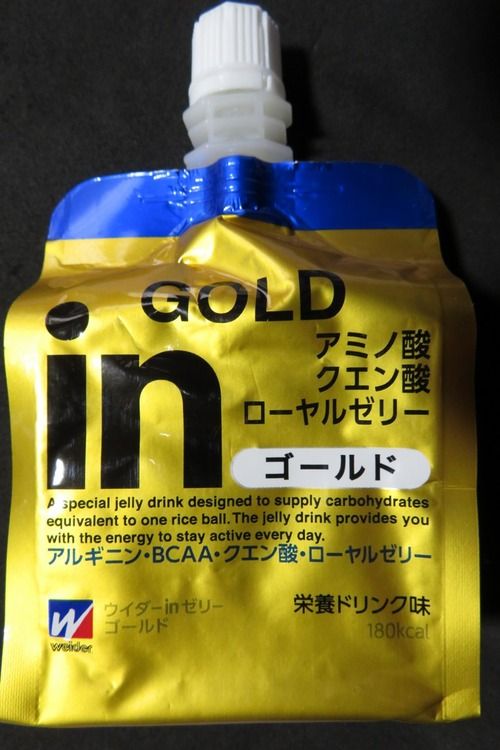 GOLD
in
アミノ酸
クエン酸
ローヤルゼリー
ゴールド
A special jelly drink designed to supply carbohydrates
equivalent to one rice ball. The jelly drink provides you
with the energy to stay active every day.
アルギニン・BCAA・クエン酸・ローヤルゼリー
W
weider
ウイダーinゼリー
ゴールド
栄養ドリンク味
180kcal